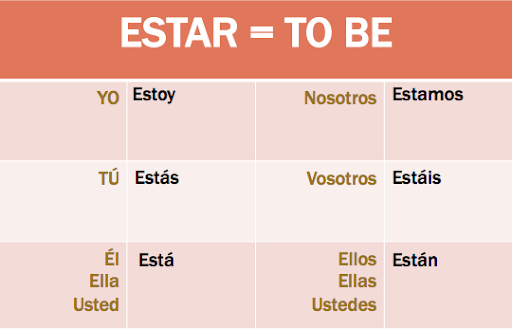 ESTAR = TO BE
YO Estoy Nosotros Estamos
TÚ Estás Vosotros Estáis
Él Está Ellos Están
Ella Ellas
Usted Ustedes